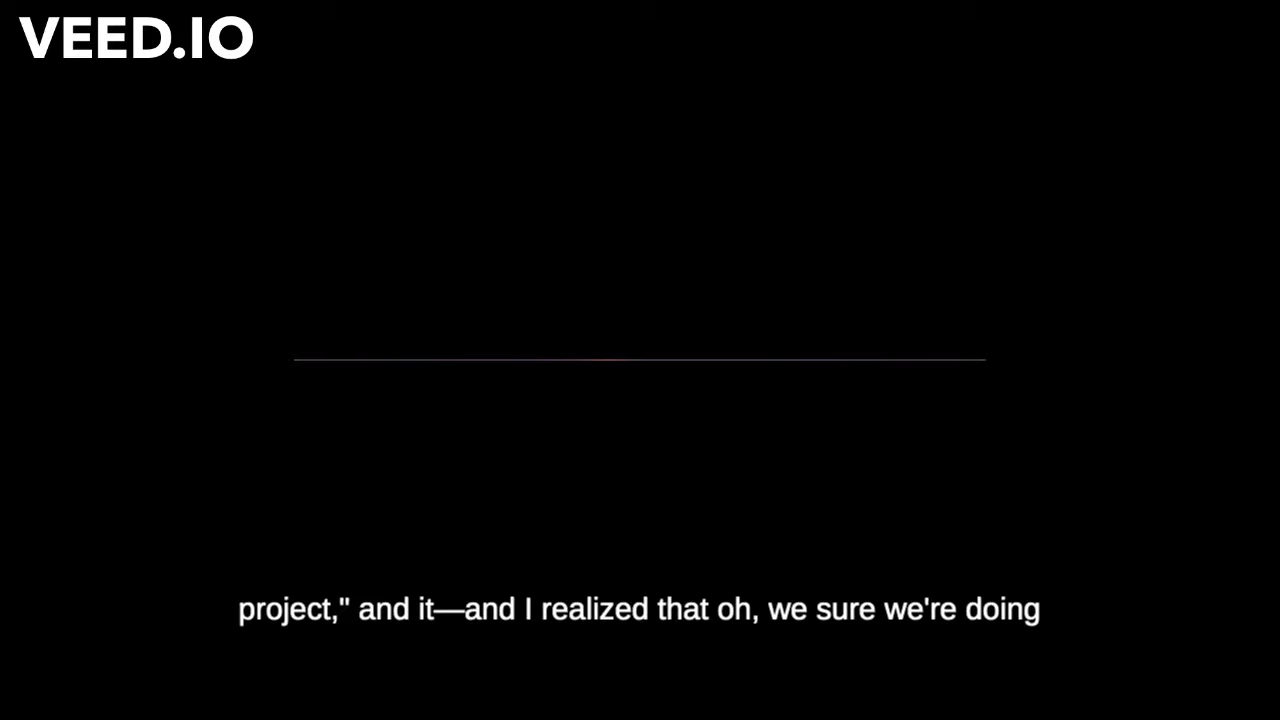 VEED.IO
project," and it—and I realized that oh, we sure we're doing